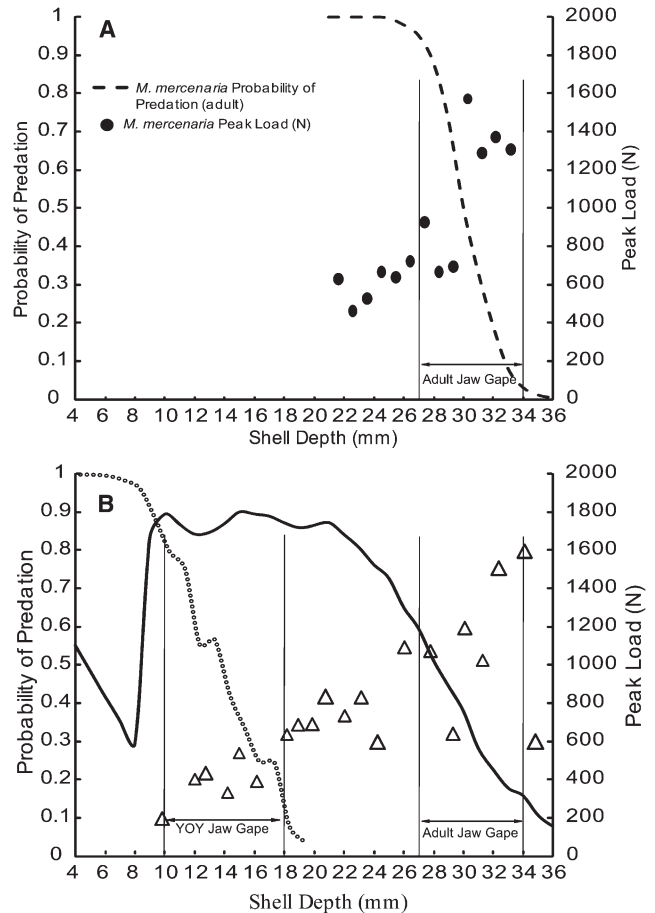 A
M. mercenaria Probability of
Predation (adult)
M. mercenaria Peak Load (N)
Probability of Predation
1
0.9
0.8
0.7
0.6
0.5
0.4
0.3
0.2
0.1
0
2000
1800
1600
1400
1200
1000
800
600
400
200
0
Peak Load (N)
Adult Jaw Gape
4 6 8 10 12 14 16 18 20 22 24 26 28 30 32 34 36
Shell Depth (mm)
B
Probability of Predation
1
0.9
0.8
0.7
0.6
0.5
0.4
0.3
0.2
0.1
0
2000
1800
1600
1400
1200
1000
800
600
400
200
0
Peak Load (N)
YOY Jaw Gape
Adult Jaw Gape
4 6 8 10 12 14 16 18 20 22 24 26 28 30 32 34 36
Shell Depth (mm)